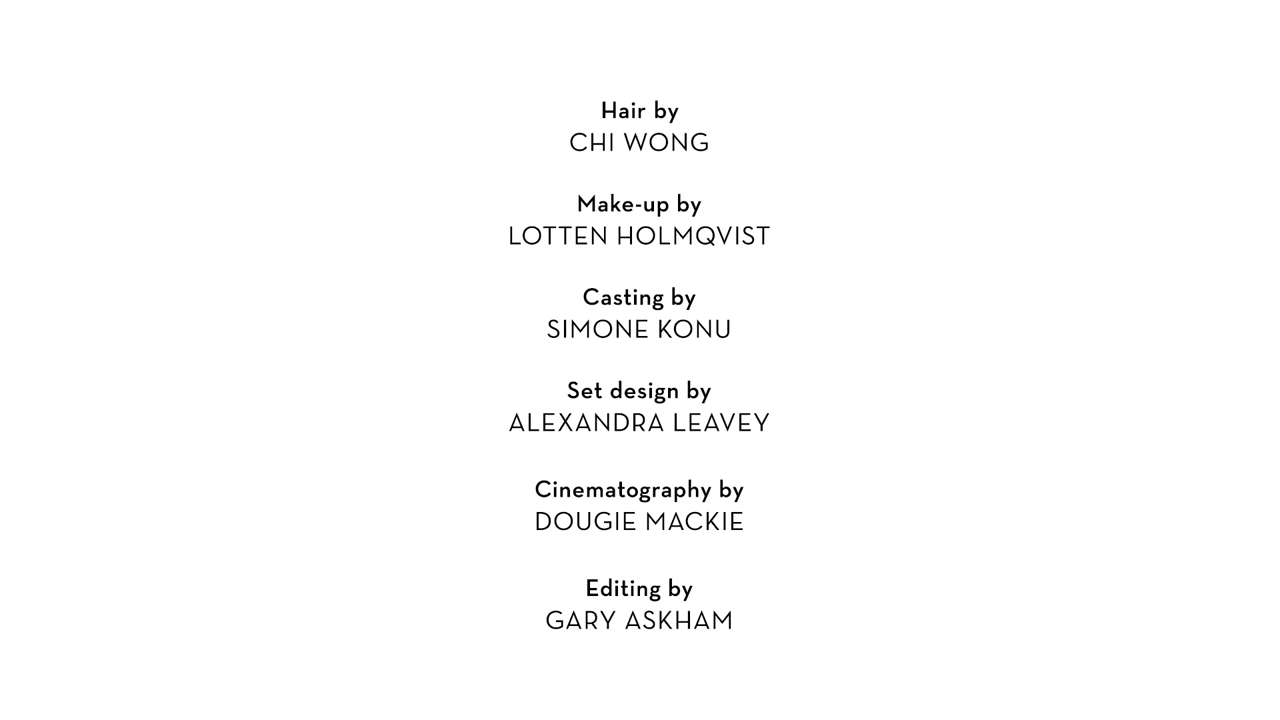 Hair by
CHI WONG
Make-up by
LOTTEN HOLMQVIST
Casting by
SIMONE KONU
Set design by
ALEXANDRA LEAVEY
Cinematography by
DOUGIE MACKIE
Editing by
GARY ASKHAM